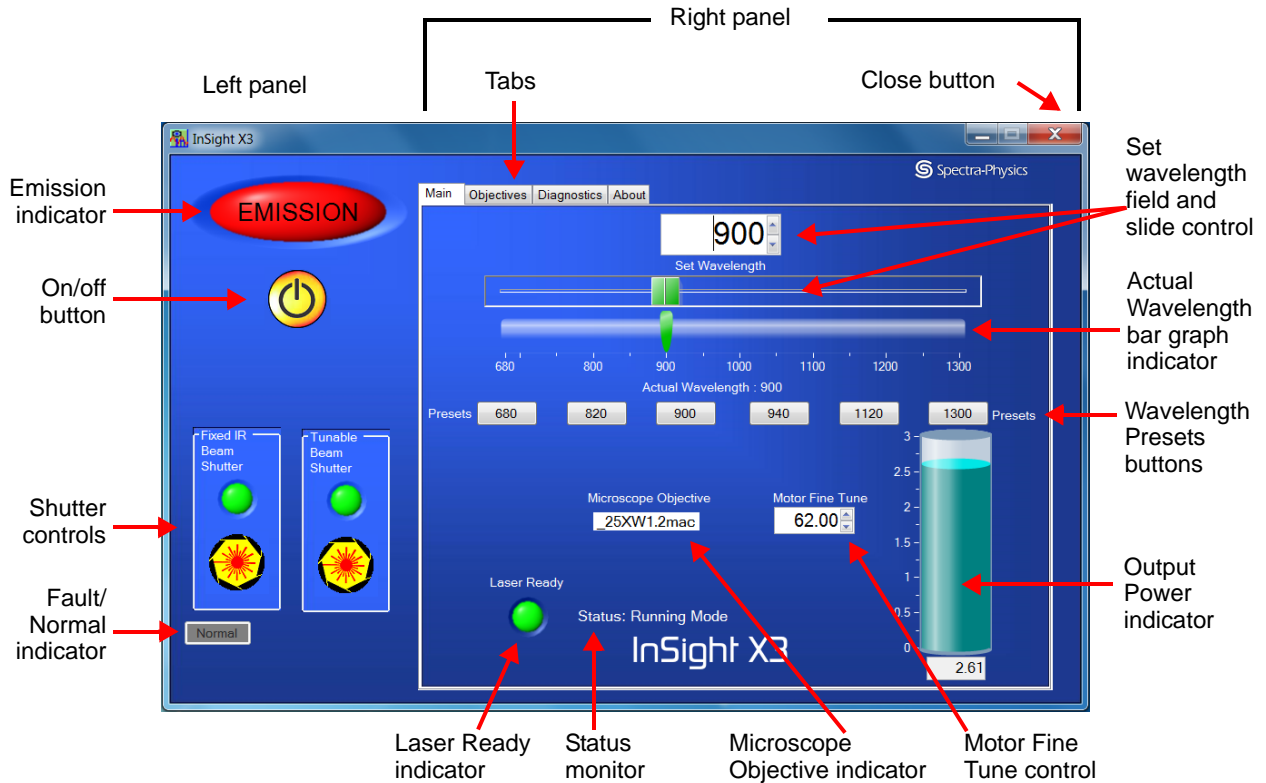 Right panel
Left panel
Tabs
Close button
InSight X3
X
Spectra-Physics
Main Objectives Diagnostics About
Emission
indicator
EMISSION
900
Set Wavelength
Set
wavelength
field and
slide control
On/off
button
680 800 900 1000 1100 1200 1300
Actual Wavelength : 900
Actual
Wavelength
bar graph
indicator
Presets 680 820 900 940 1120 1300 Presets
Wavelength
Presets
buttons
Fixed IR
Beam
Shutter
Tunable
Beam
Shutter
Shutter
controls
Microscope Objective
_25XW1.2mac
Motor Fine Tune
62.00
3
2.5
2
1.5
1
0.5
0
2.61
Output
Power
indicator
Fault/
Normal
indicator
Normal
Laser Ready
Status: Running Mode
InSight X3
Laser Ready
indicator
Status
monitor
Microscope
Objective indicator
Motor Fine
Tune control